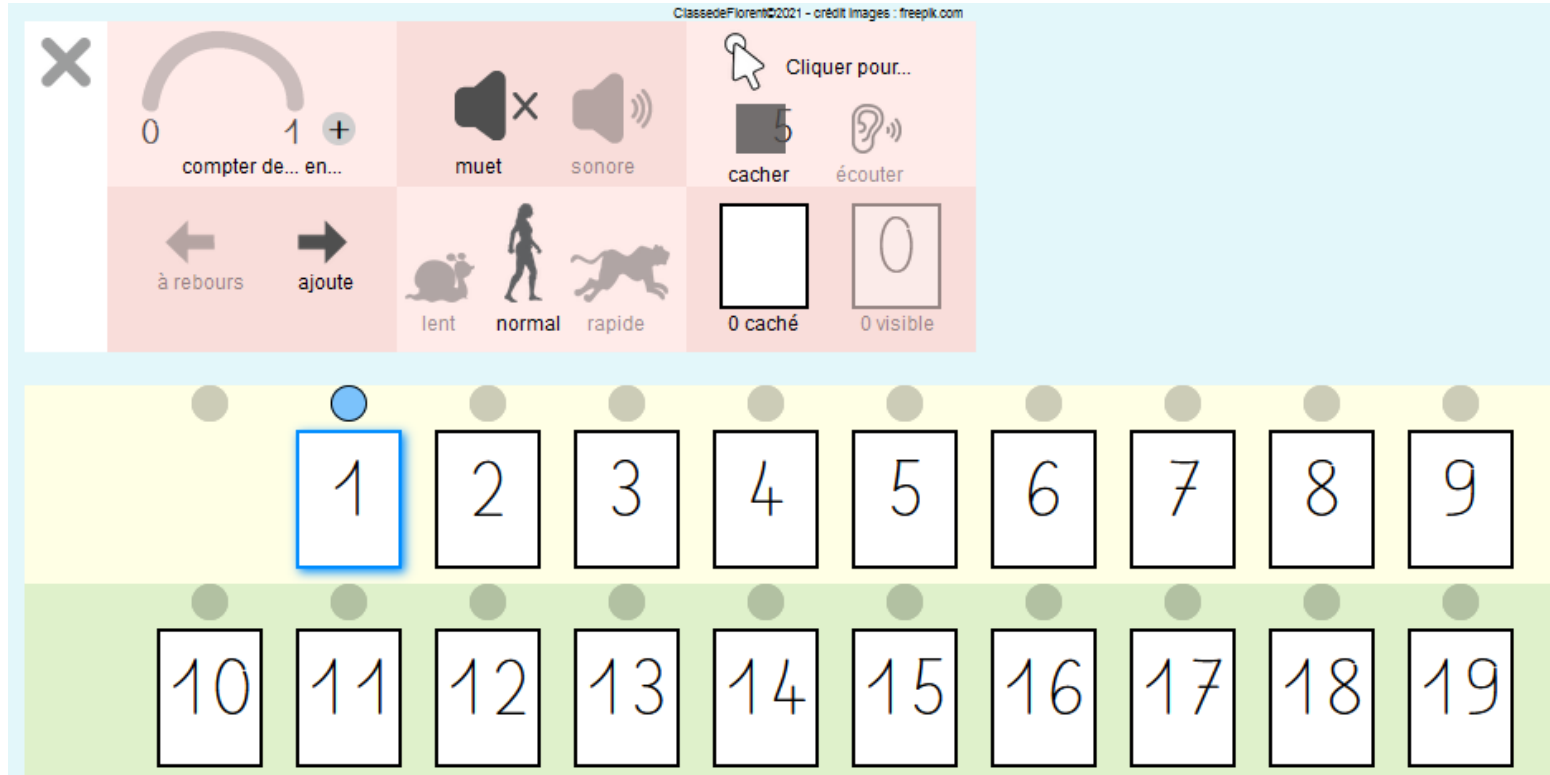 ClassedeFlorent©2021 - crédit images : freepik.com
Cliquer pour...
0 1 +
5
compter de... en...
muet sonore
cacher écouter
0
à rebours ajoute
lent normal rapide
0 caché 0 visible
1 2 3 4 5 6 7 8 9
10 11 12 13 14 15 16 17 18 19